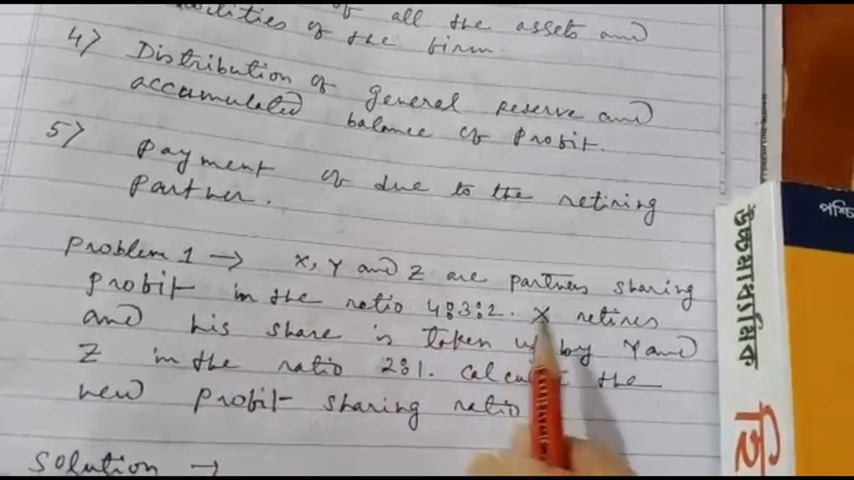 of all the assets and
of the firm.
4) Distribution of general reserve and
accumulated balance of profit.
5) Payment of due to the retiring
partner.
Problem 1 → X, Y and Z are partners sharing
profit in the ratio 4:3:2. X retires
and his share is taken by Y and
Z in the ratio 2:1. Calculate the
new profit sharing ratio
Solution →
উচ্চমাধ্যমিক